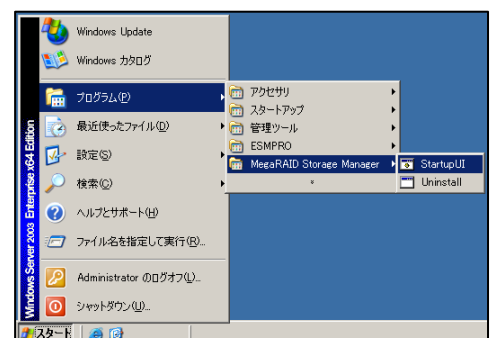 Windows Update
Windows カタログ
プログラム(P)
最近使ったファイル(D)
設定(S)
検索(C)
ヘルプとサポート(H)
ファイル名を指定して実行(R)...
Administrator のログオフ(L)...
シャットダウン(U)...
Windows Server 2003 Enterprise x64 Edition
スタート
アクセサリ
スタートアップ
管理ツール
ESMPRO
MegaRAID Storage Manager
StartupUI
Uninstall